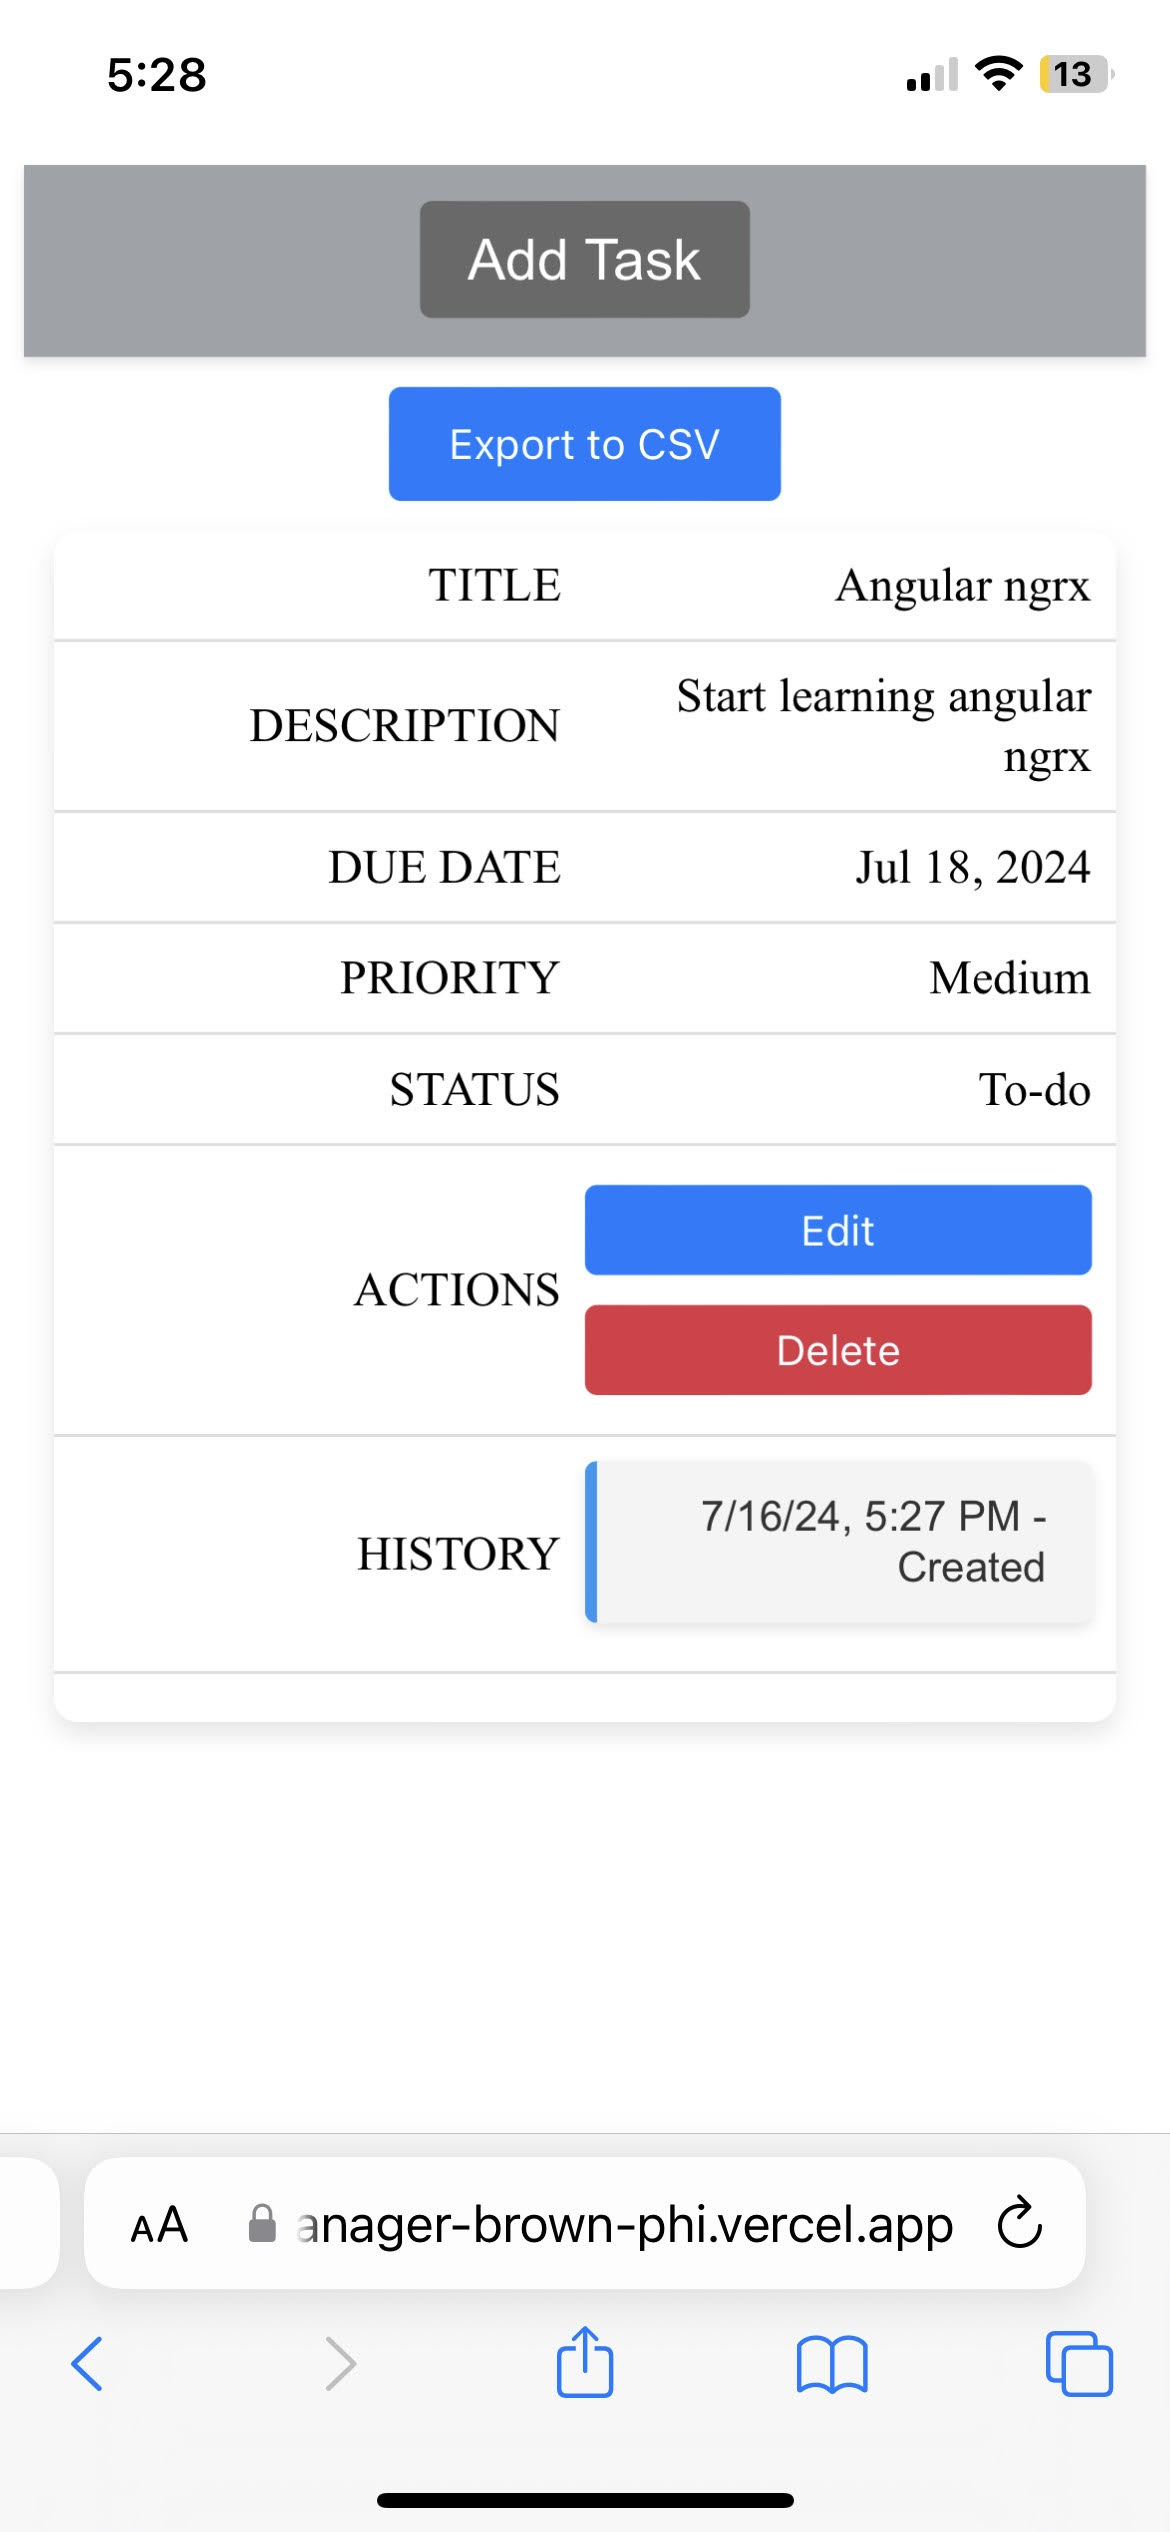 5:28
13
Add Task
Export to CSV
TITLE Angular ngrx
DESCRIPTION Start learning angular
ngrx
DUE DATE Jul 18, 2024
PRIORITY Medium
STATUS To-do
ACTIONS
Edit
Delete
HISTORY
7/16/24, 5:27 PM -
Created
AA anager-brown-phi.vercel.app